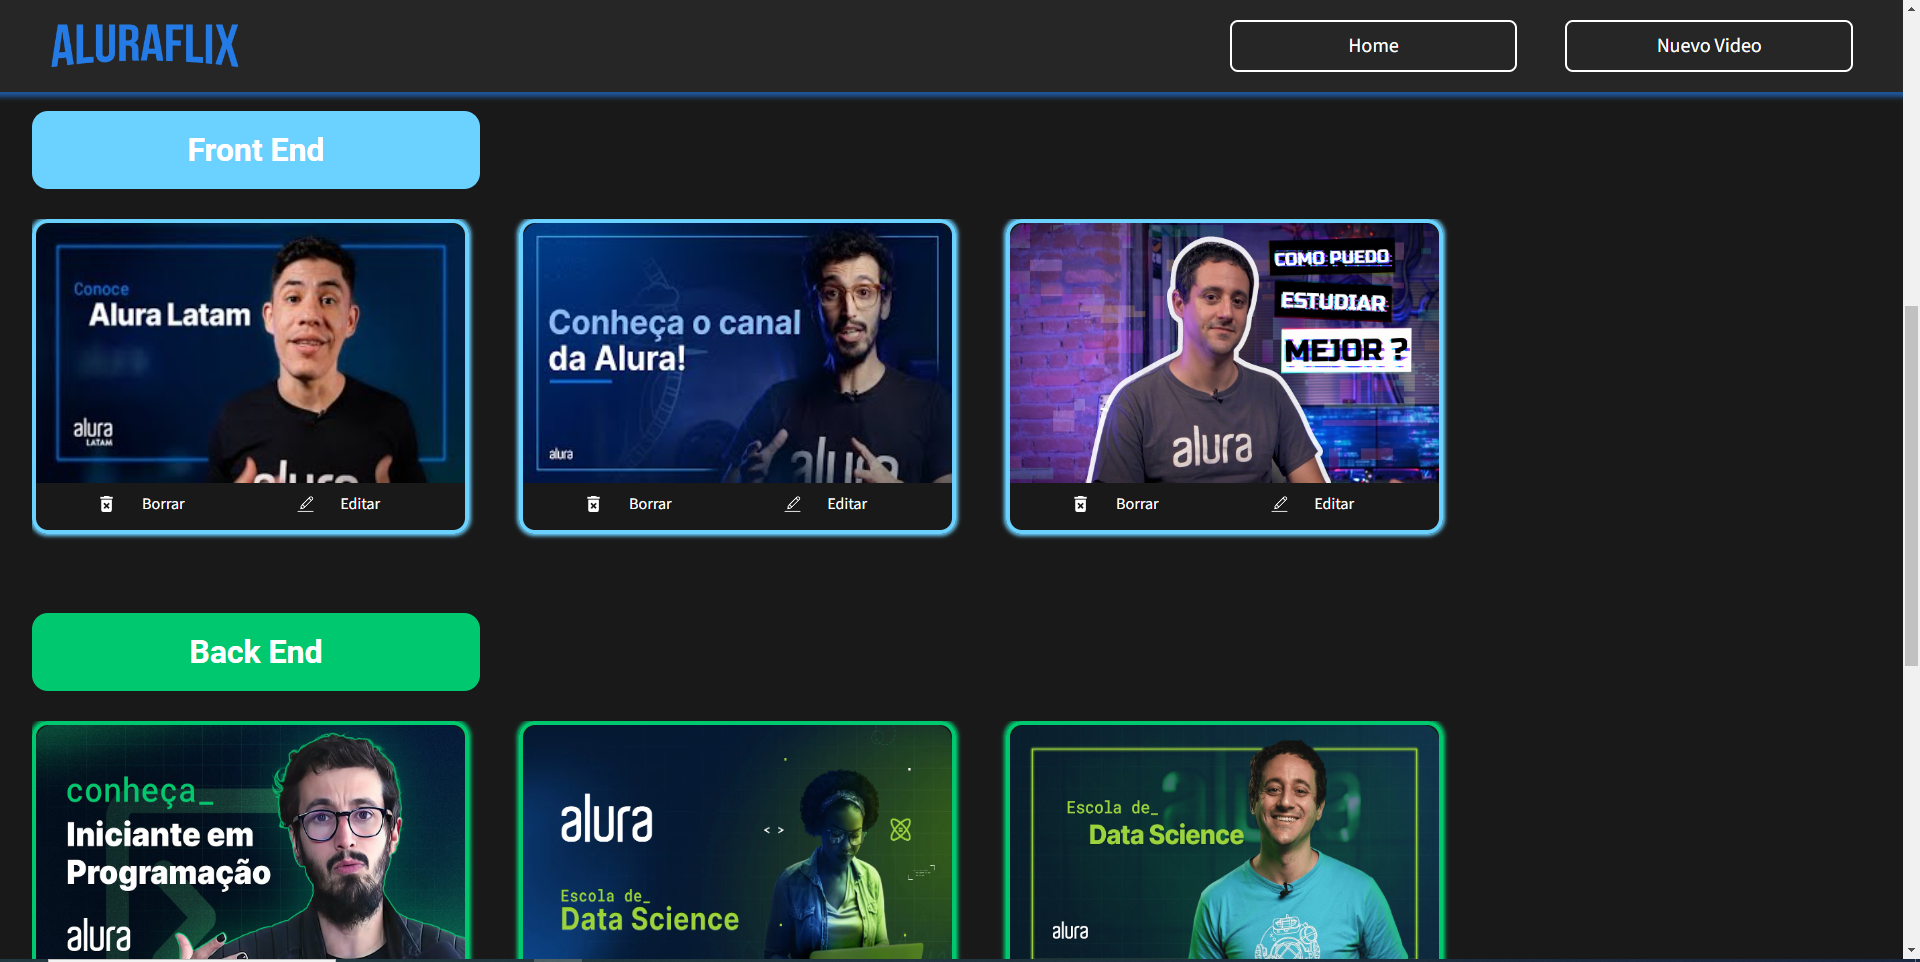 ALURAFLIX
Home
Nuevo Video
Front End
Conoce
Alura Latam
alura
LATAM
alura
Borrar
Editar
Conheça o canal
da Alura!
alura
alura
Borrar
Editar
COMO PUEDO
ESTUDIAR
MEJOR ?
alura
Borrar
Editar
Back End
conheça_
Iniciante em
Programação
alura
alura
< >
Escola de_
Data Science
alura
Escola de_
Data Science
alura